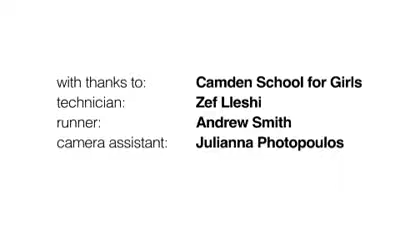 with thanks to: Camden School for Girls
technician: Zef Lleshi
runner: Andrew Smith
camera assistant: Julianna Photopoulos